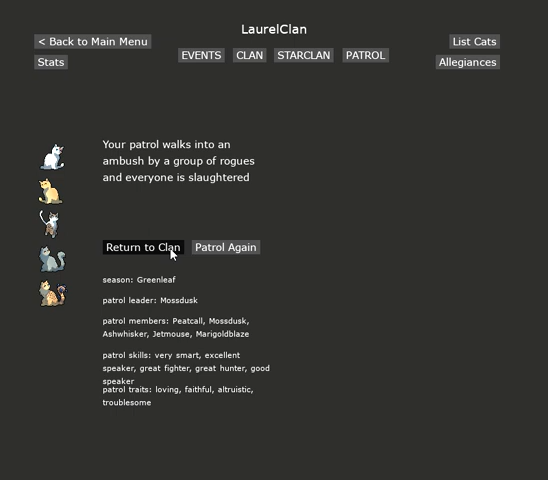 LaurelClan
< Back to Main Menu
List Cats
Stats
EVENTS
CLAN
STARCLAN
PATROL
Allegiances
Your patrol walks into an
ambush by a group of rogues
and everyone is slaughtered
Return to Clan
Patrol Again
season: Greenleaf
patrol leader: Mossdusk
patrol members: Peatcall, Mossdusk,
Ashwhisker, Jetmouse, Marigoldblaze
patrol skills: very smart, excellent
speaker, great fighter, great hunter, good
speaker
patrol traits: loving, faithful, altruistic,
troublesome